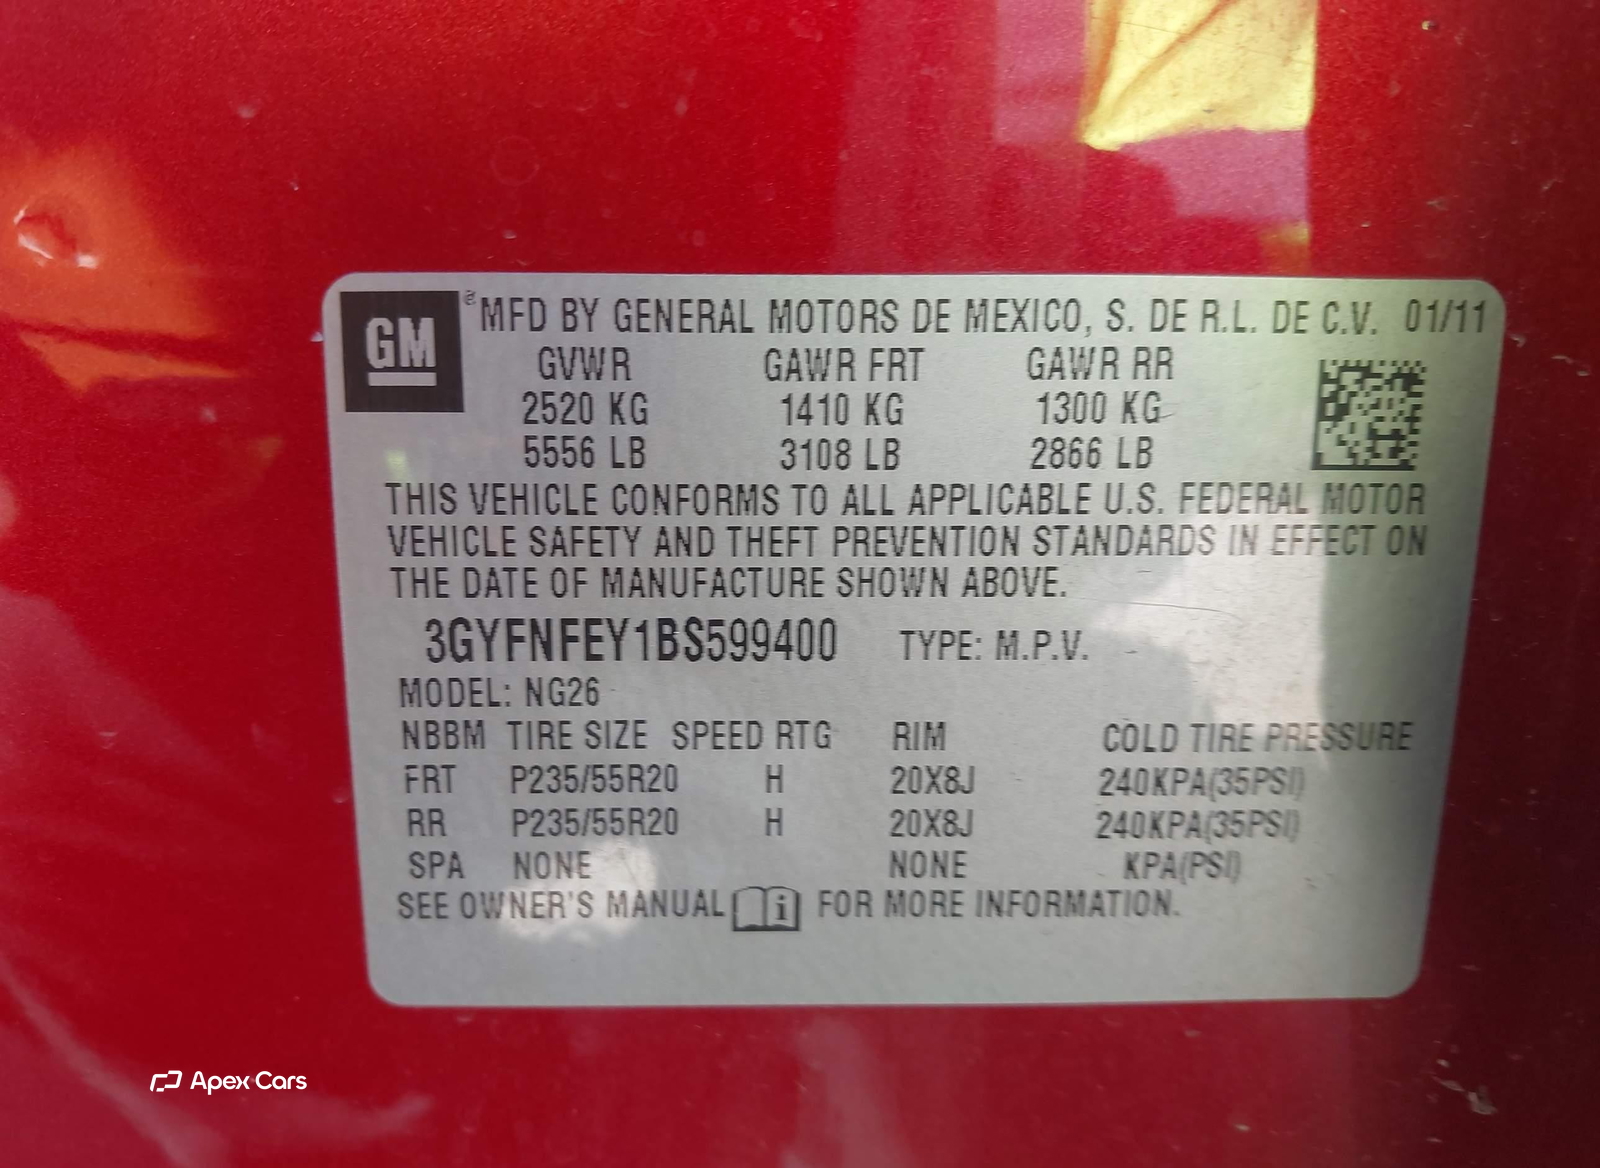 GM
® MFD BY GENERAL MOTORS DE MEXICO, S. DE R.L. DE C.V. 01/11
GVWR GAWR FRT GAWR RR
2520 KG 1410 KG 1300 KG
5556 LB 3108 LB 2866 LB
THIS VEHICLE CONFORMS TO ALL APPLICABLE U.S. FEDERAL MOTOR
VEHICLE SAFETY AND THEFT PREVENTION STANDARDS IN EFFECT ON
THE DATE OF MANUFACTURE SHOWN ABOVE.
3GYFNFEY1BS599400 TYPE: M.P.V.
MODEL: NG26
NBBM TIRE SIZE SPEED RTG RIM COLD TIRE PRESSURE
FRT P235/55R20 H 20X8J 240KPA(35PSI)
RR P235/55R20 H 20X8J 240KPA(35PSI)
SPA NONE NONE KPA(PSI)
SEE OWNER'S MANUAL i FOR MORE INFORMATION.
Apex Cars